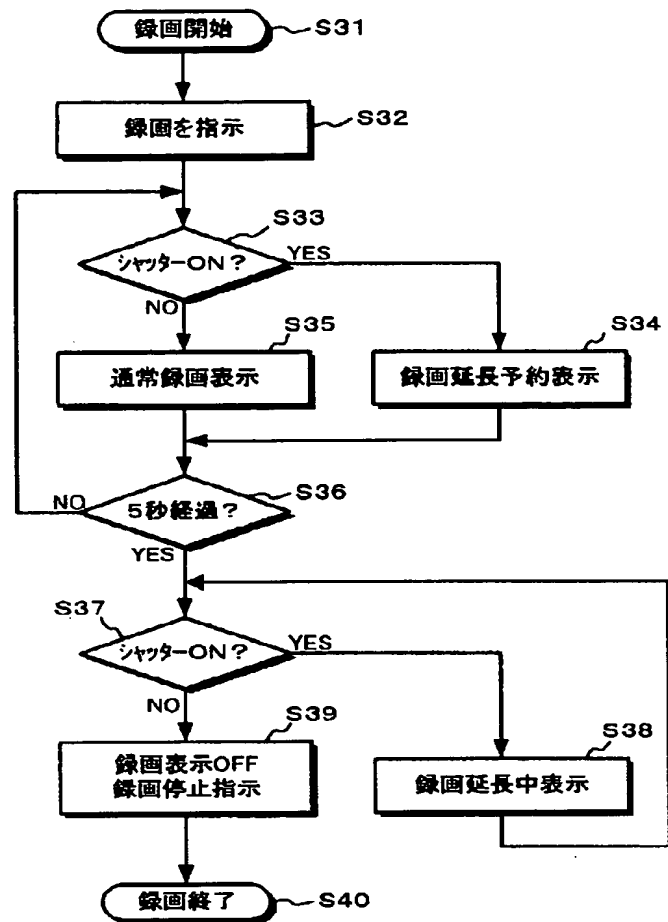 録画開始
S31
録画を指示
S32
S33
シャッターON?
YES
NO
S35
通常録画表示
S34
録画延長予約表示
S36
5秒経過?
NO
YES
S37
シャッターON?
YES
NO
S39
録画表示OFF
録画停止指示
S38
録画延長中表示
録画終了
S40